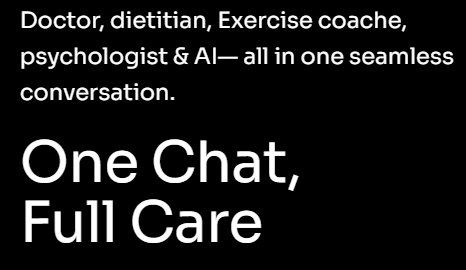 Doctor, dietitian, Exercise coache,
psychologist & AI— all in one seamless
conversation.
One Chat,
Full Care